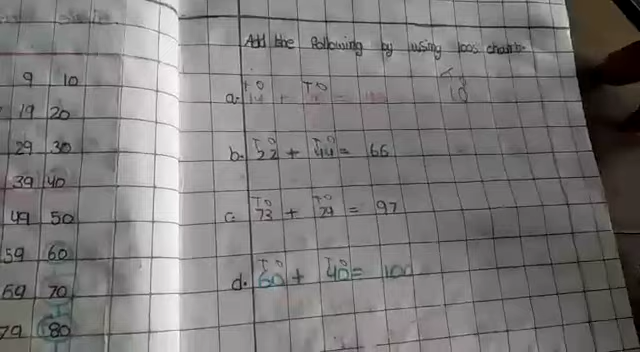 9 10
19 20
29 30
39 40
49 50
59 60
69 70
79 80
Add the following by using 100s chart:
T O T O
a.
T O
10
T O T O
b. 22 + 44 = 66
T O T O
c. 73 + 24 = 97
T O T O
d. 60 + 40 = 100